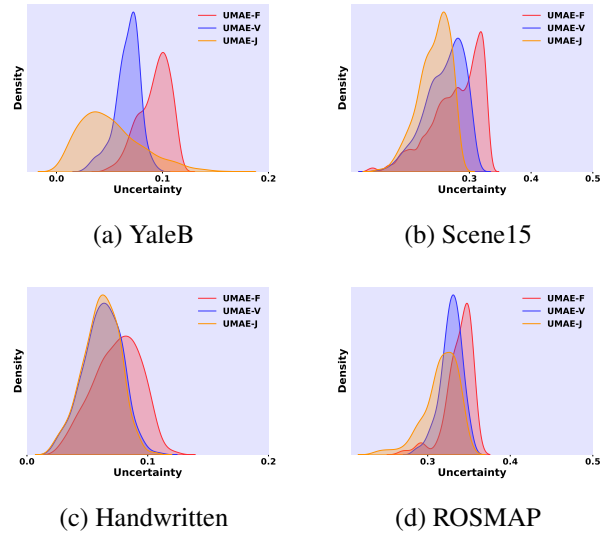 UMAE-F
UMAE-V
UMAE-J
Density
0.0 0.1 0.2
Uncertainty
(a) YaleB
UMAE-F
UMAE-V
UMAE-J
Density
0.3 0.4 0.5
Uncertainty
(b) Scene15
UMAE-F
UMAE-V
UMAE-J
Density
0.0 0.1 0.2
Uncertainty
(c) Handwritten
UMAE-F
UMAE-V
UMAE-J
Density
0.3 0.4 0.5
Uncertainty
(d) ROSMAP